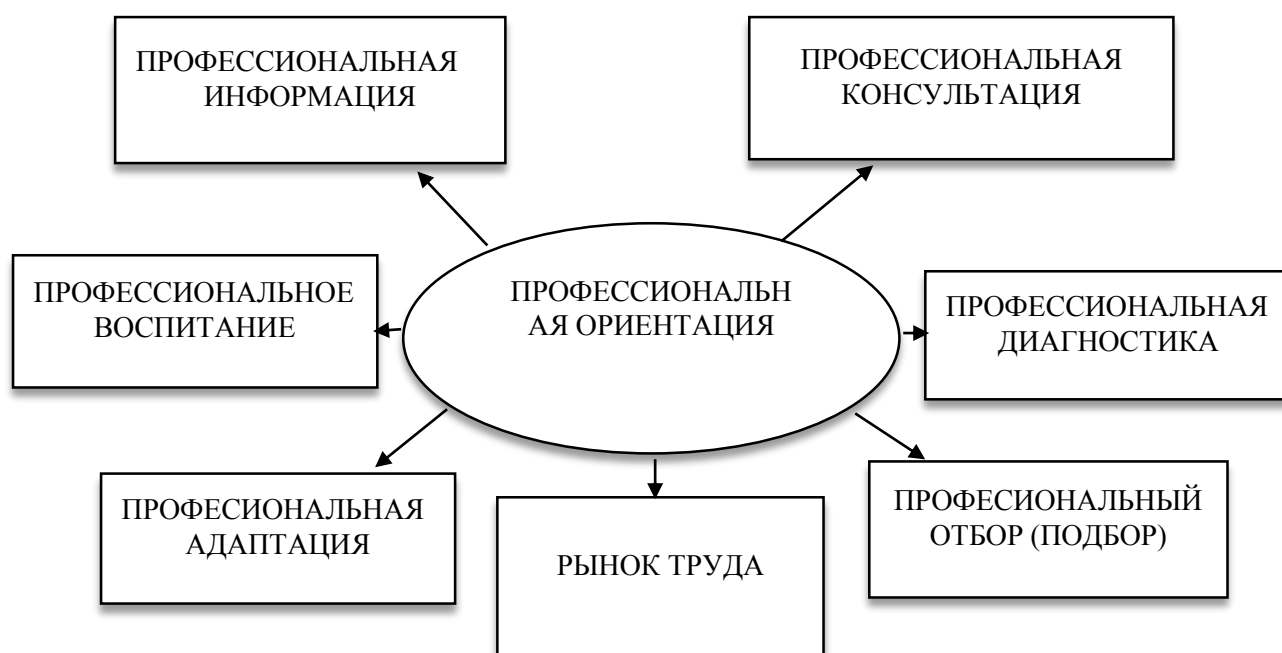 ПРОФЕССИОНАЛЬНАЯ
ИНФОРМАЦИЯ
ПРОФЕССИОНАЛЬНАЯ
КОНСУЛЬТАЦИЯ
ПРОФЕССИОНАЛЬНОЕ
ВОСПИТАНИЕ
ПРОФЕССИОНАЛЬН
АЯ ОРИЕНТАЦИЯ
ПРОФЕССИОНАЛЬНАЯ
ДИАГНОСТИКА
ПРОФЕСИОНАЛЬНАЯ
АДАПТАЦИЯ
РЫНОК ТРУДА
ПРОФЕСИОНАЛЬНЫЙ
ОТБОР (ПОДБОР)